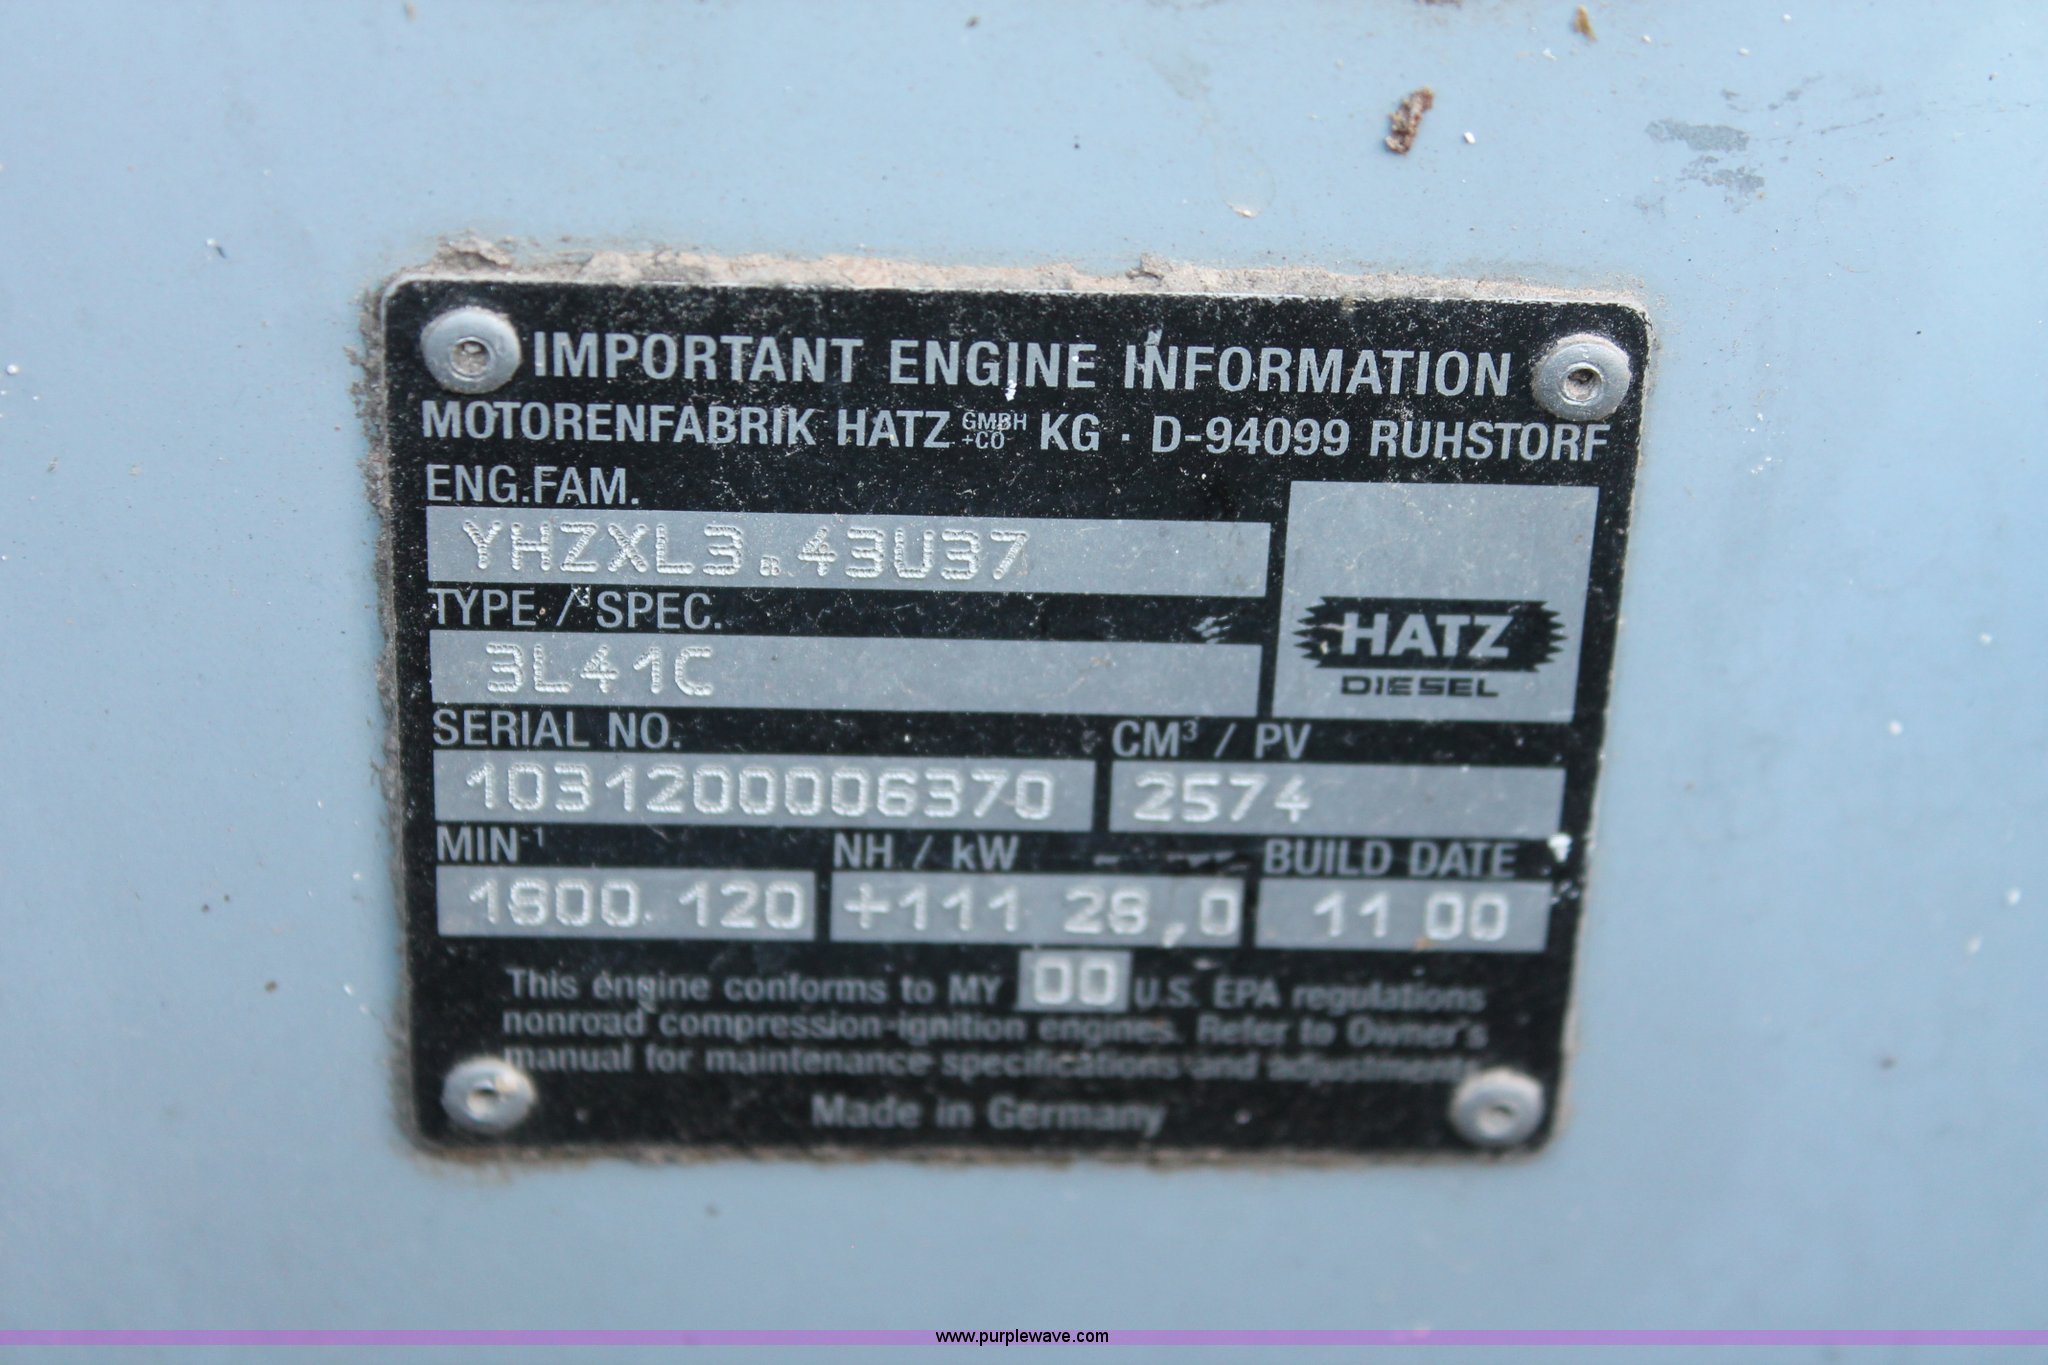 IMPORTANT ENGINE INFORMATION
MOTORENFABRIK HATZ GMBH +CO KG · D-94099 RUHSTORF
ENG.FAM.
YHZXL3.43U37
TYPE / SPEC.
3L41C
HATZ
DIESEL
SERIAL NO. CM³ / PV
1031200006370 2574
MIN-1 NH / kW BUILD DATE
1800 120 +111 28,0 11 00
This engine conforms to MY 00 U.S. EPA regulations
nonroad compression-ignition engines. Refer to Owner's
manual for maintenance specifications and adjustments.
Made in Germany
www.purplewave.com